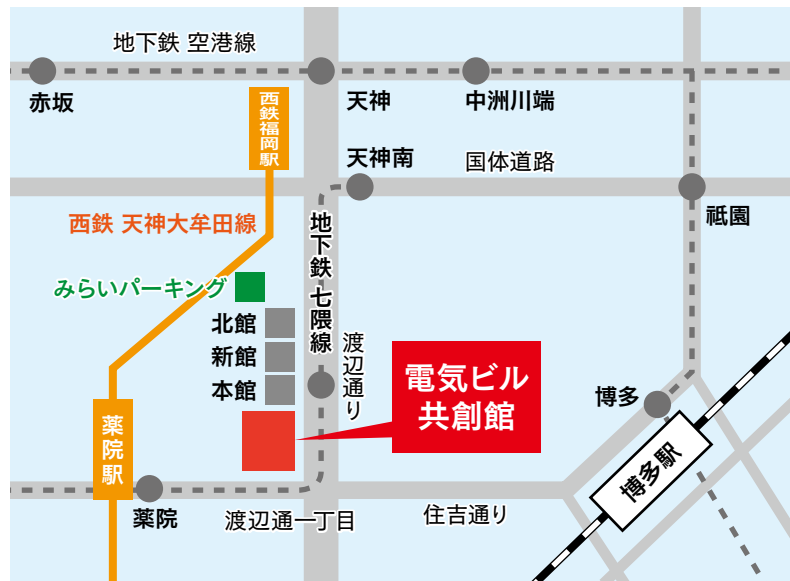 地下鉄 空港線
赤坂
天神
中洲川端
西鉄福岡駅
天神南
国体道路
祇園
西鉄 天神大牟田線
地下鉄 七隈線
みらいパーキング
北館
新館
本館
渡辺通り
電気ビル
共創館
博多
薬院駅
博多駅
薬院
渡辺通一丁目
住吉通り